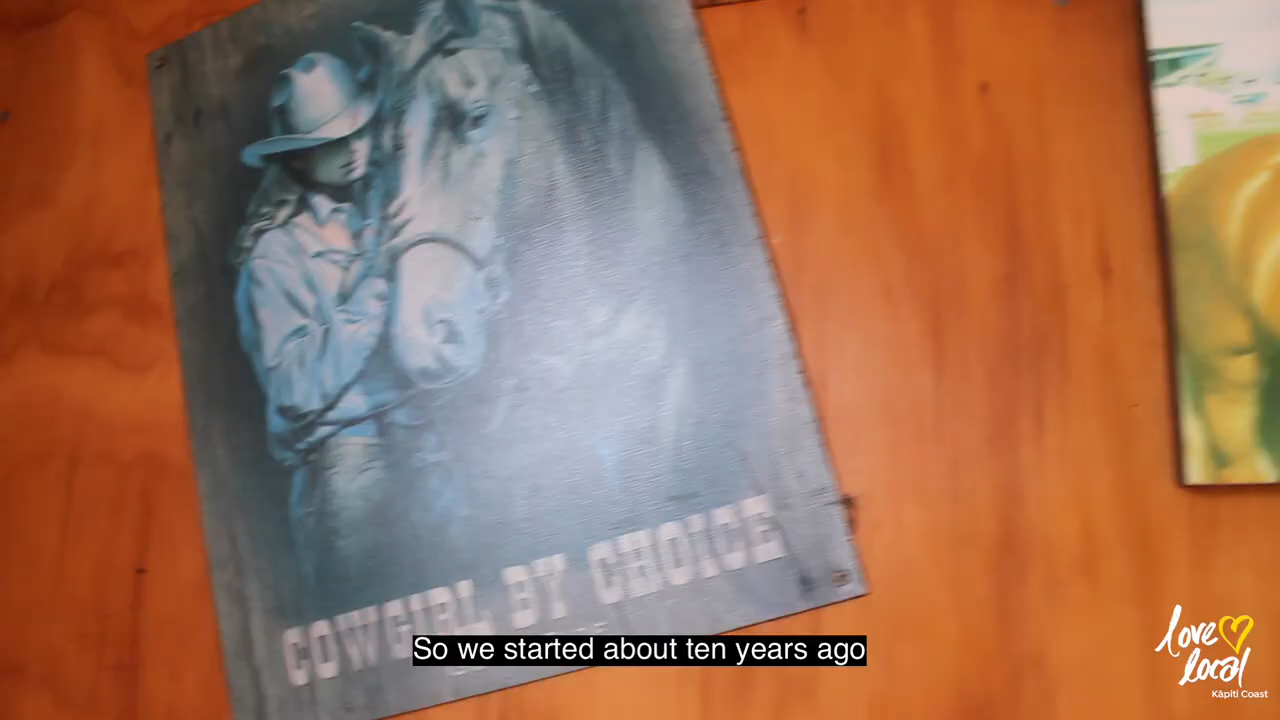 COWGIRL BY CHOICE
So we started about ten years ago
love
local
Kāpiti Coast